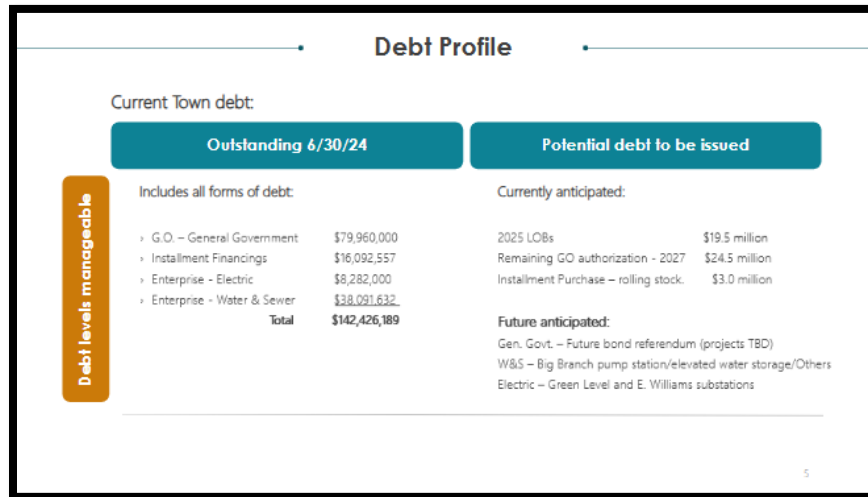 Debt Profile
Current Town debt:
Outstanding 6/30/24
Potential debt to be issued
Debt levels manageable
Includes all forms of debt:
› G.O. – General Government $79,960,000
› Installment Financings $16,092,557
› Enterprise - Electric $8,282,000
› Enterprise - Water & Sewer $38,091,632
Total $142,426,189
Currently anticipated:
2025 LOBs $19.5 million
Remaining GO authorization - 2027 $24.5 million
Installment Purchase – rolling stock. $3.0 million
Future anticipated:
Gen. Govt. – Future bond referendum (projects TBD)
W&S – Big Branch pump station/elevated water storage/Others
Electric – Green Level and E. Williams substations
5